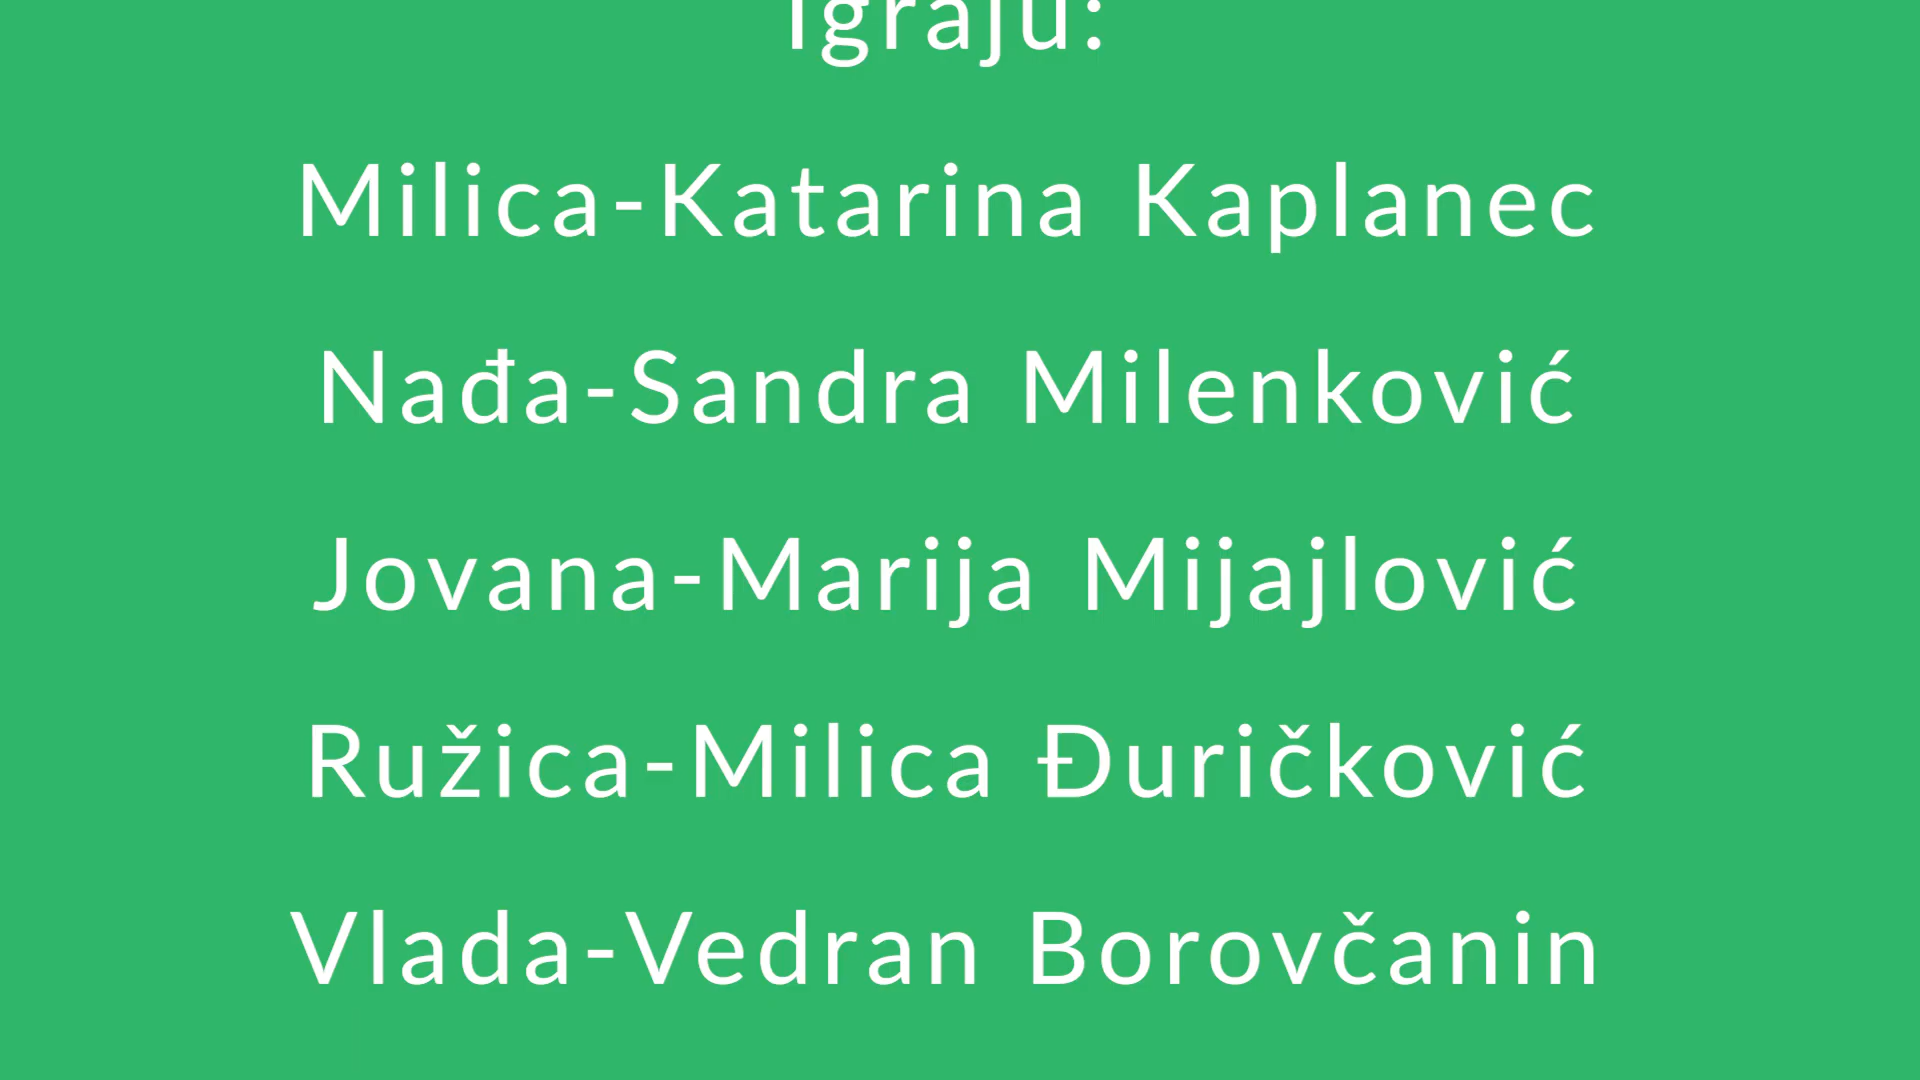 Igraju:
Milica-Katarina Kaplanec
Nađa-Sandra Milenković
Jovana-Marija Mijajlović
Ružica-Milica Đuričković
Vlada-Vedran Borovčanin